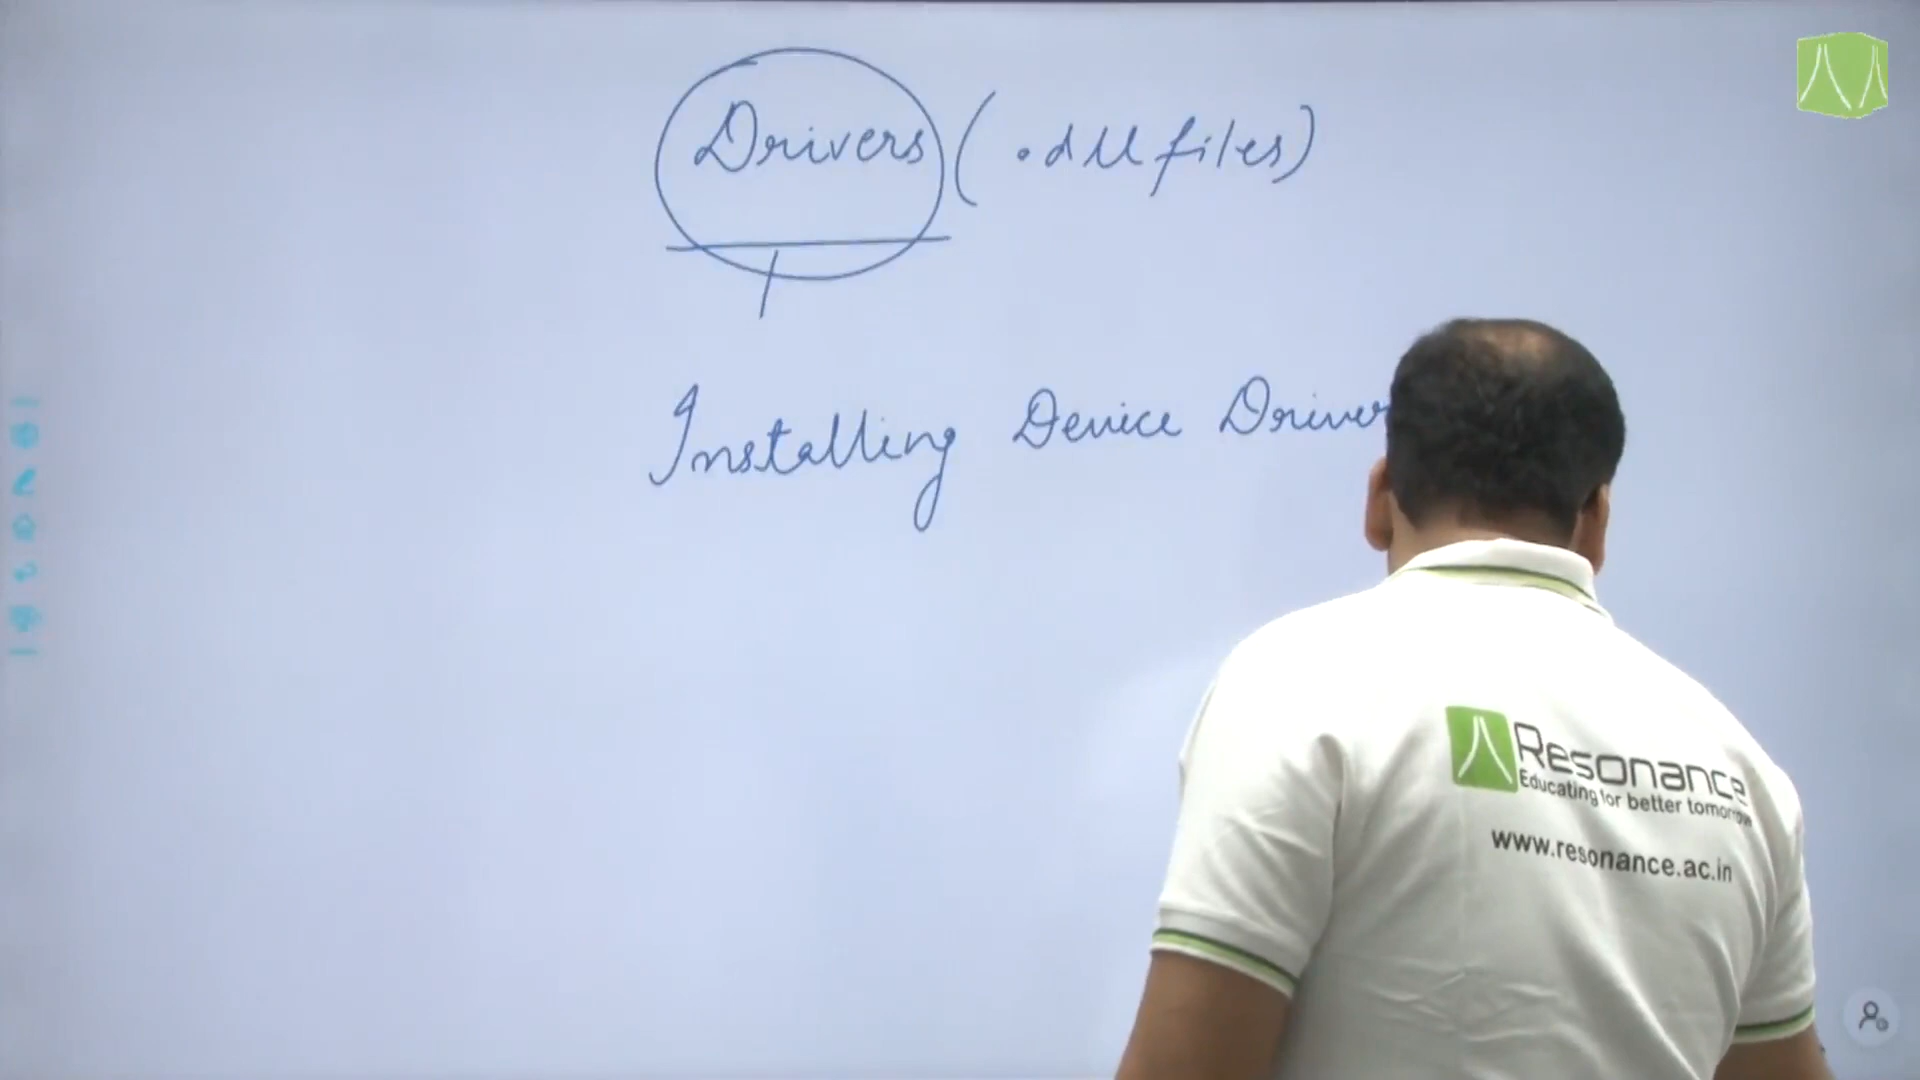 Drivers (.dll files)
Installing Device Driver
Resonance
Educating for better tomorrow
www.resonance.ac.in